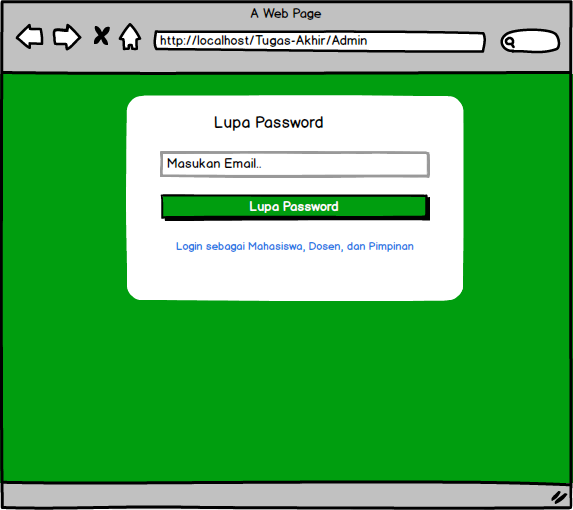 A Web Page
http://localhost/Tugas-Akhir/Admin
Lupa Password
Masukan Email..
Lupa Password
Login sebagai Mahasiswa, Dosen, dan Pimpinan